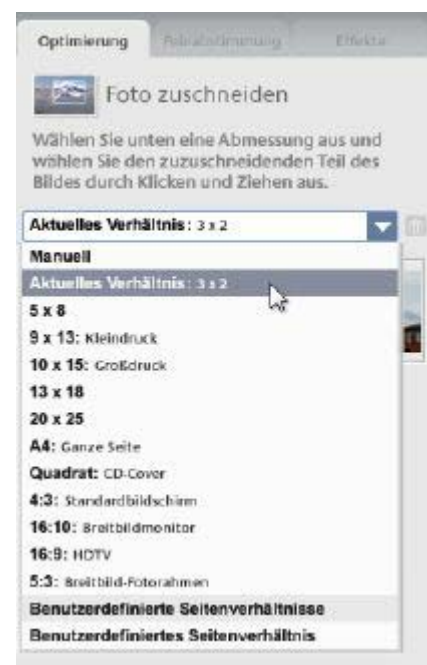 Optimierung Feinabstimmung Effekte
Foto zuschneiden
Wählen Sie unten eine Abmessung aus und
wählen Sie den zuzuschneidenden Teil des
Bildes durch Klicken und Ziehen aus.
Aktuelles Verhältnis: 3 x 2
Manuell
Aktuelles Verhältnis: 3 x 2
5 x 8
9 x 13: Kleindruck
10 x 15: Großdruck
13 x 18
20 x 25
A4: Ganze Seite
Quadrat: CD-Cover
4:3: Standardbildschirm
16:10: Breitbildmonitor
16:9: HDTV
5:3: Breitbild-Fotorahmen
Benutzerdefinierte Seitenverhältnisse
Benutzerdefiniertes Seitenverhältnis